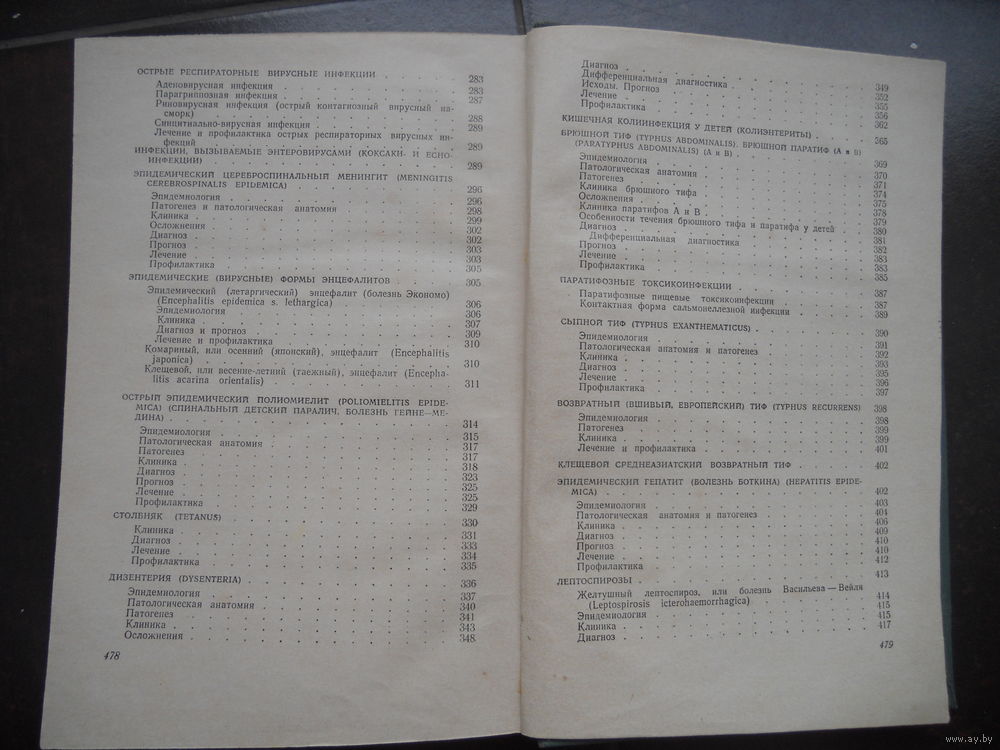 ОСТРЫЕ РЕСПИРАТОРНЫЕ ВИРУСНЫЕ ИНФЕКЦИИ . . . . 283
Аденовирусная инфекция . . . . 283
Парагриппозная инфекция . . . . 287
Риновирусная инфекция (острый контагиозный вирусный на-
сморк) . . . . 288
Синцитиально-вирусная инфекция . . . . 289
Лечение и профилактика острых респираторных вирусных ин-
фекций . . . . 289
ИНФЕКЦИИ, ВЫЗЫВАЕМЫЕ ЭНТЕРОВИРУСАМИ (КОКСАКИ- И ЕСНО-
ИНФЕКЦИИ) . . . . 289
ЭПИДЕМИЧЕСКИЙ ЦЕРЕБРОСПИНАЛЬНЫЙ МЕНИНГИТ (MENINGITIS
CEREBROSPINALIS EPIDEMICA) . . . . 296
Эпидемиология . . . . 296
Патогенез и патологическая анатомия . . . . 298
Клиника . . . . 299
Осложнения . . . . 302
Диагноз . . . . 302
Прогноз . . . . 303
Лечение . . . . 303
Профилактика . . . . 305
ЭПИДЕМИЧЕСКИЕ (ВИРУСНЫЕ) ФОРМЫ ЭНЦЕФАЛИТОВ . . . . 305
Эпидемический (летаргический) энцефалит (болезнь Экономо)
(Encephalitis epidemica s. lethargica) . . . . 306
Эпидемиология . . . . 306
Клиника . . . . 307
Диагноз и прогноз . . . . 309
Лечение и профилактика . . . . 310
Комариный, или осенний (японский), энцефалит (Encephalitis
japonica) . . . . 310
Клещевой, или весенне-летний (таежный), энцефалит (Encepha-
litis acarina orientalis) . . . . 311
ОСТРЫЙ ЭПИДЕМИЧЕСКИЙ ПОЛИОМИЕЛИТ (POLIOMIELITIS EPIDE-
MICA) (СПИНАЛЬНЫЙ ДЕТСКИЙ ПАРАЛИЧ, БОЛЕЗНЬ ГЕЙНЕ—МЕ-
ДИНА) . . . . 314
Эпидемиология . . . . 315
Патологическая анатомия . . . . 317
Патогенез . . . . 317
Клиника . . . . 318
Диагноз . . . . 323
Прогноз . . . . 325
Лечение . . . . 325
Профилактика . . . . 329
СТОЛБНЯК (TETANUS) . . . . 330
Клиника . . . . 331
Диагноз . . . . 333
Лечение . . . . 334
Профилактика . . . . 335
ДИЗЕНТЕРИЯ (DYSENTERIA) . . . . 336
Эпидемиология . . . . 337
Патологическая анатомия . . . . 340
Патогенез . . . . 341
Клиника . . . . 343
Осложнения . . . . 348
478
Диагноз . . . . 349
Дифференциальная диагностика . . . . 352
Исходы. Прогноз . . . . 355
Лечение . . . . 356
Профилактика . . . . 362
КИШЕЧНАЯ КОЛИИНФЕКЦИЯ У ДЕТЕЙ (КОЛИЭНТЕРИТЫ) . . . . 365
БРЮШНОЙ ТИФ (TYPHUS ABDOMINALIS). БРЮШНОЙ ПАРАТИФ (А и В)
(PARATYPHUS ABDOMINALIS) (А и В) . . . . 369
Эпидемиология . . . . 370
Патологическая анатомия . . . . 371
Патогенез . . . . 374
Клиника брюшного тифа . . . . 375
Осложнения . . . . 378
Клиника паратифов А и В . . . . 379
Особенности течения брюшного тифа и паратифа у детей . . . . 380
Диагноз . . . . 381
Дифференциальная диагностика . . . . 382
Прогноз . . . . 383
Лечение . . . . 383
Профилактика . . . . 385
ПАРАТИФОЗНЫЕ ТОКСИКОИНФЕКЦИИ . . . . 387
Паратифозные пищевые токсикоинфекции . . . . 387
Контактная форма сальмонеллезной инфекции . . . . 389
СЫПНОЙ ТИФ (TYPHUS EXANTHEMATICUS) . . . . 390
Эпидемиология . . . . 391
Патологическая анатомия и патогенез . . . . 392
Клиника . . . . 393
Диагноз . . . . 395
Лечение . . . . 396
Профилактика . . . . 397
ВОЗВРАТНЫЙ (ВШИВЫЙ, ЕВРОПЕЙСКИЙ) ТИФ (TYPHUS RECURRENS) 398
Эпидемиология . . . . 398
Патогенез . . . . 399
Клиника . . . . 399
Лечение и профилактика . . . . 401
КЛЕЩЕВОЙ СРЕДНЕАЗИАТСКИЙ ВОЗВРАТНЫЙ ТИФ . . . . 402
ЭПИДЕМИЧЕСКИЙ ГЕПАТИТ (БОЛЕЗНЬ БОТКИНА) (HEPATITIS EPIDE-
MICA) . . . . 402
Эпидемиология . . . . 403
Патологическая анатомия и патогенез . . . . 404
Клиника . . . . 406
Диагноз . . . . 409
Прогноз . . . . 410
Лечение . . . . 410
Профилактика . . . . 412
ЛЕПТОСПИРОЗЫ . . . . 413
Желтушный лептоспироз, или болезнь Васильева — Вейля
(Leptospirosis icterohaemorrhagica) . . . . 414
Эпидемиология . . . . 415
Клиника . . . . 415
Диагноз . . . . 417
479
www.ay.by